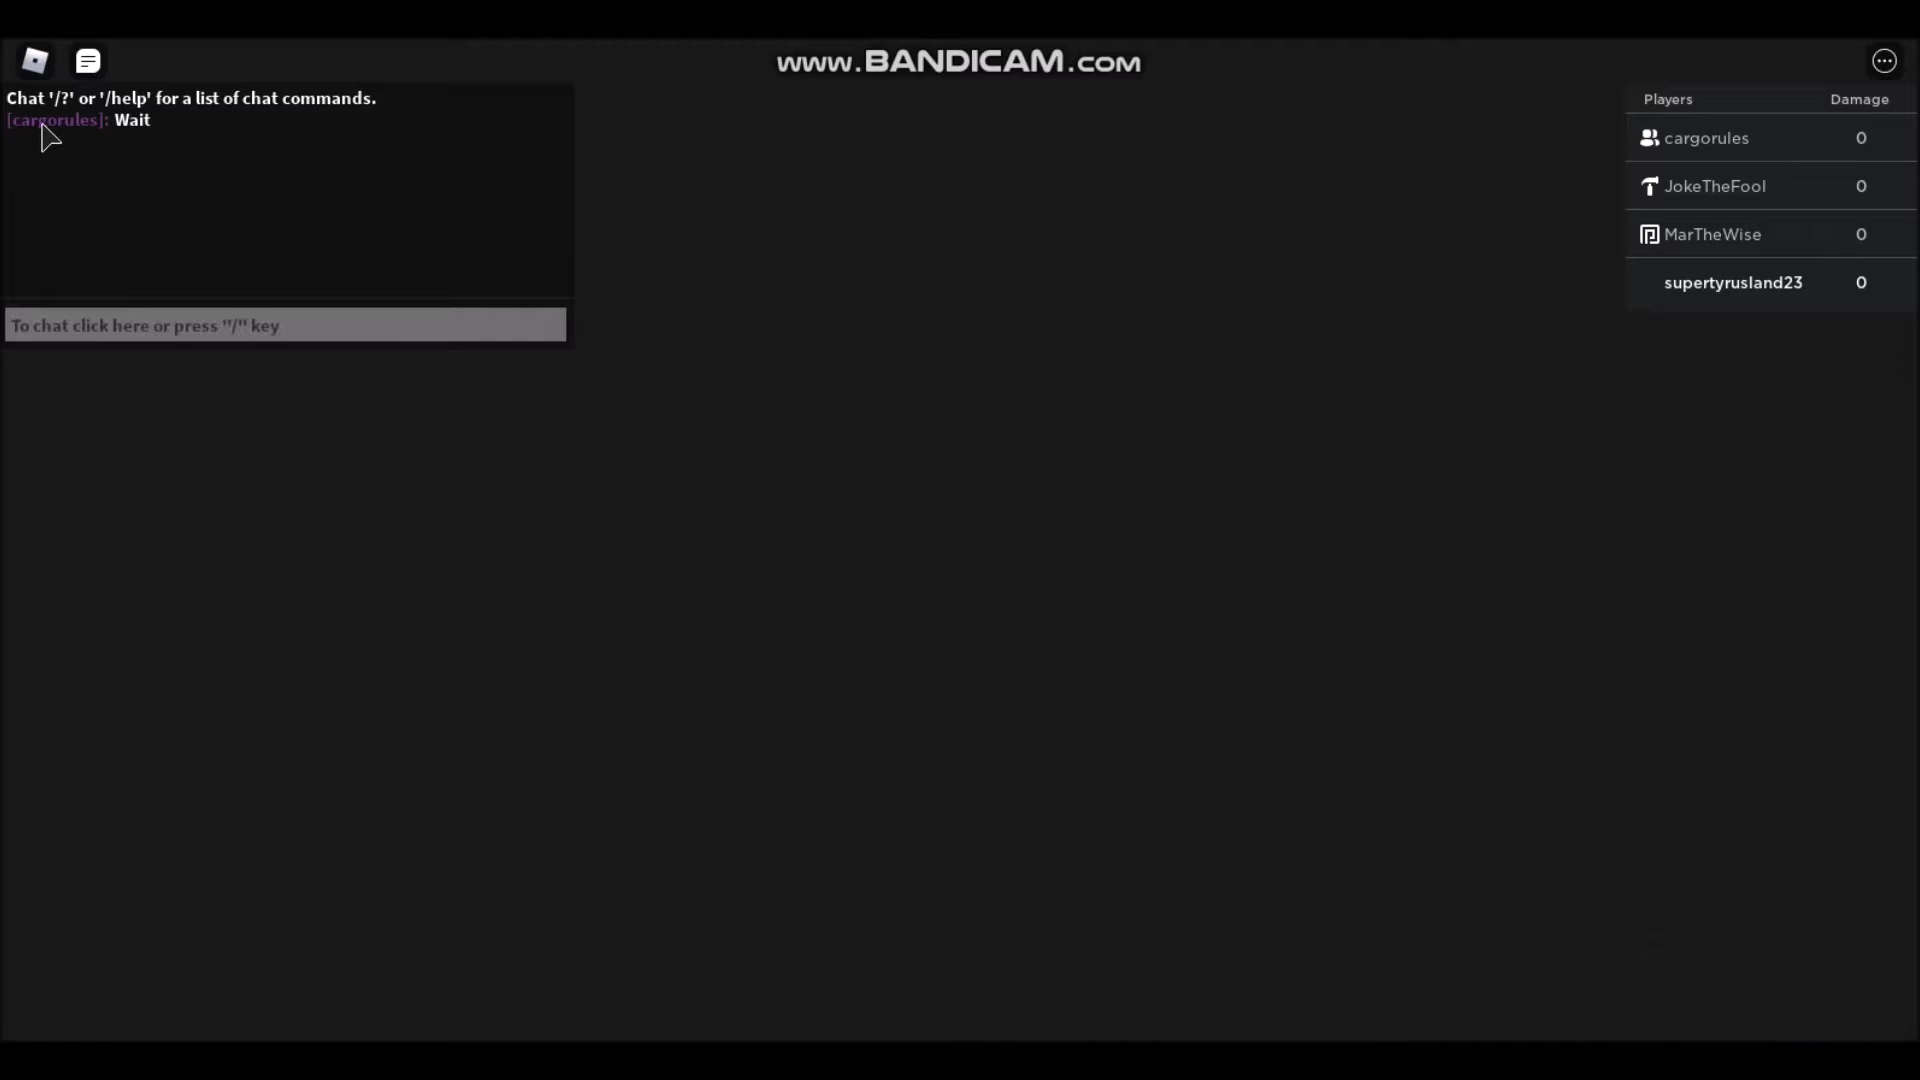 www.BANDICAM.com
Chat '/?' or '/help' for a list of chat commands.
[cargorules]: Wait
To chat click here or press "/" key
Players Damage
cargorules 0
JokeTheFool 0
MarTheWise 0
supertyrusland23 0